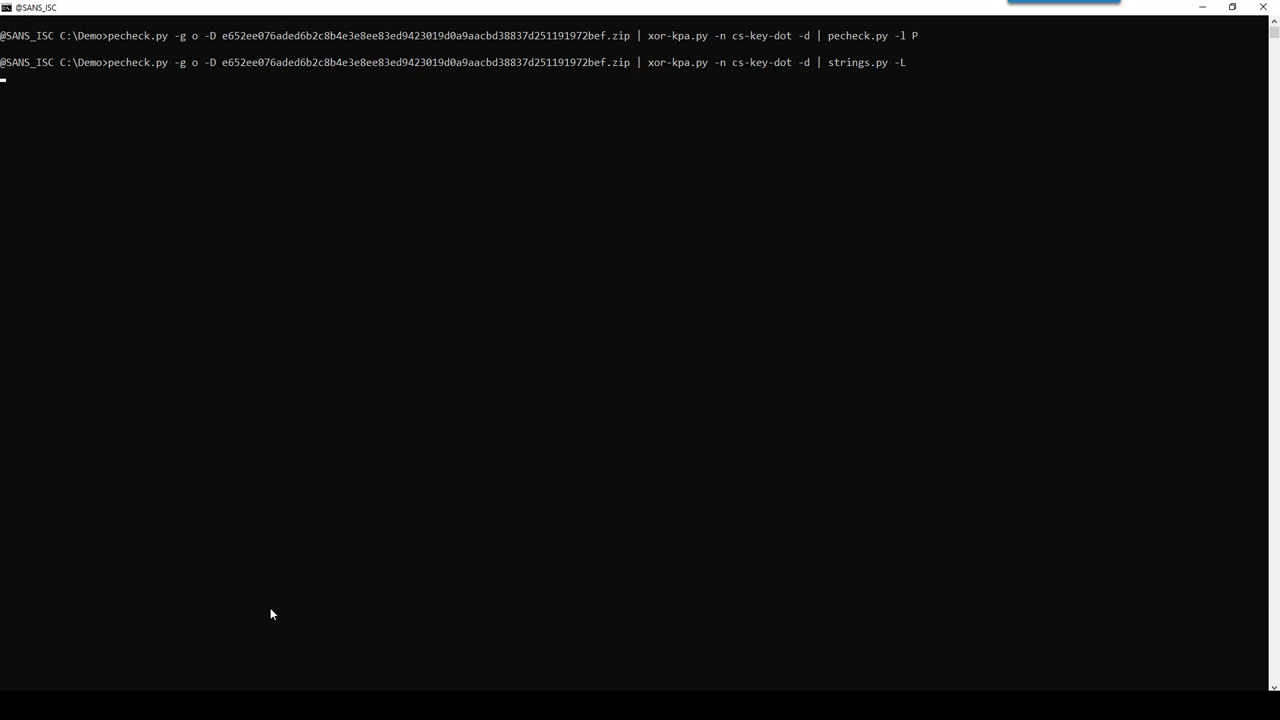 @SANS_ISC
@SANS_ISC C:\Demo>pecheck.py -g o -D e652ee076aded6b2c8b4e3e8ee83ed9423019d0a9aacbd38837d251191972bef.zip | xor-kpa.py -n cs-key-dot -d | pecheck.py -l P
@SANS_ISC C:\Demo>pecheck.py -g o -D e652ee076aded6b2c8b4e3e8ee83ed9423019d0a9aacbd38837d251191972bef.zip | xor-kpa.py -n cs-key-dot -d | strings.py -L